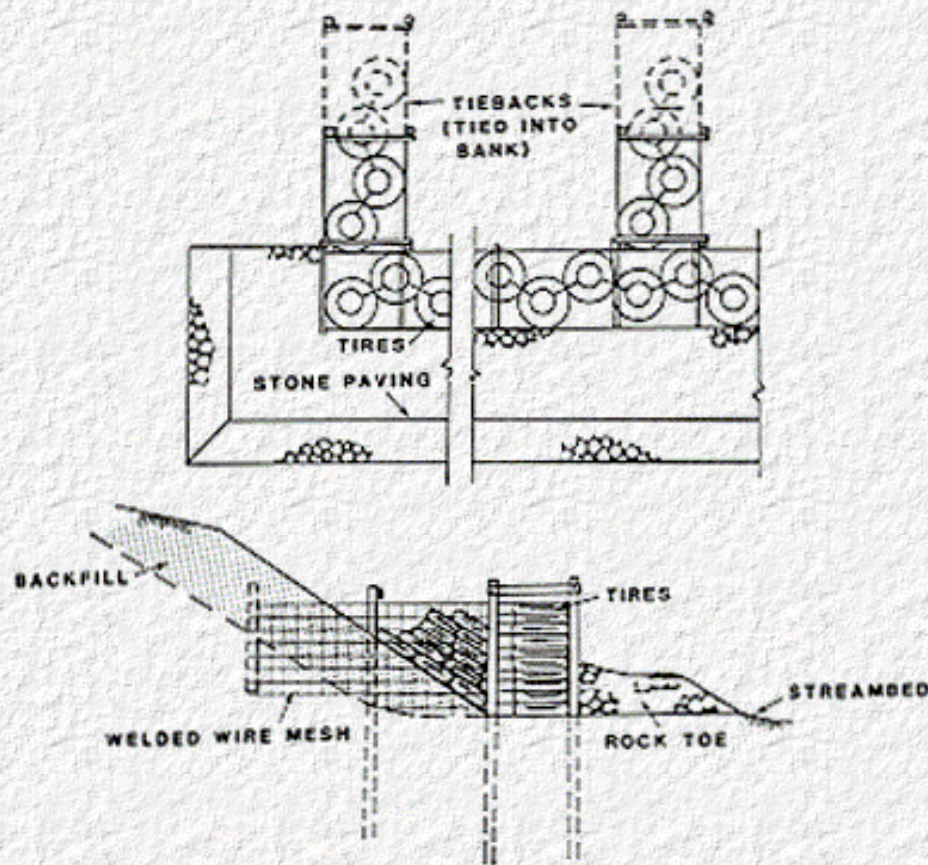 TIEBACKS
(TIED INTO
BANK)
TIRES
STONE PAVING
BACKFILL
TIRES
STREAMBED
WELDED WIRE MESH
ROCK TOE